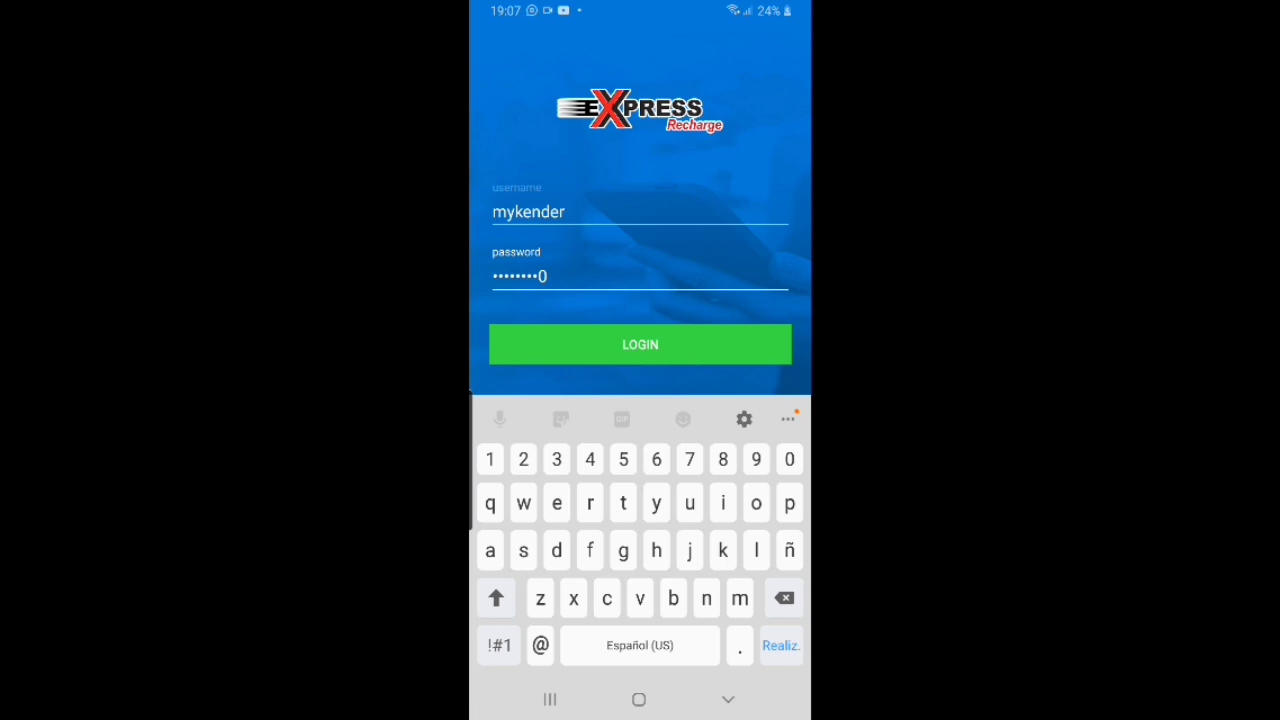 19:07 24%
EXPRESS
Recharge
username
mykender
password
••••••••0
LOGIN
GIF
1 2 3 4 5 6 7 8 9 0
q w e r t y u i o p
a s d f g h j k l ñ
z x c v b n m
!#1 @ Español (US) . Realiz.